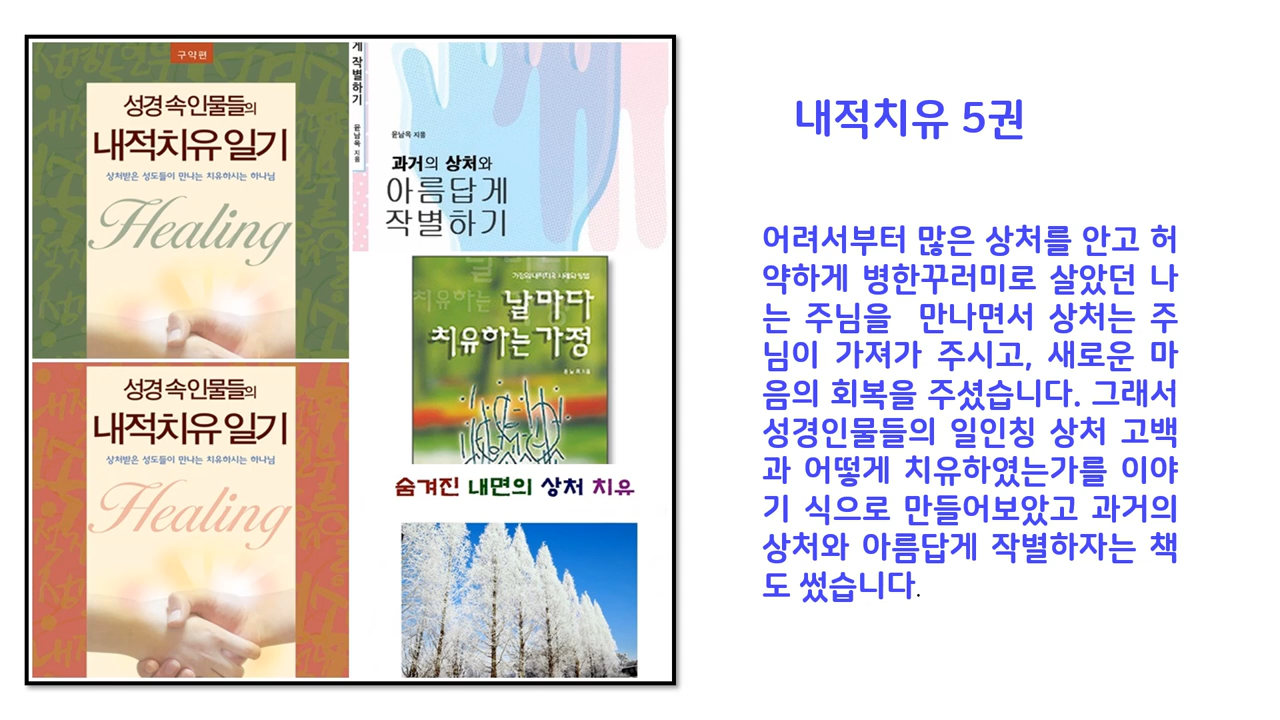 구약편
성경 속 인물들의
내적치유 일기
상처받은 성도들이 만나는 치유하시는 하나님
Healing
성경 속 인물들의
내적치유 일기
상처받은 성도들이 만나는 치유하시는 하나님
Healing
게 작별하기
윤남옥 지음
윤남옥 지음
과거의 상처와
아름답게
작별하기
치유하는
날마다
치유하는 가정
숨겨진 내면의 상처 치유
내적치유 5권
어려서부터 많은 상처를 안고 허
약하게 병한꾸러미로 살았던 나
는 주님을 만나면서 상처는 주
님이 가져가 주시고, 새로운 마
음의 회복을 주셨습니다. 그래서
성경인물들의 일인칭 상처 고백
과 어떻게 치유하였는가를 이야
기 식으로 만들어보았고 과거의
상처와 아름답게 작별하자는 책
도 썼습니다.